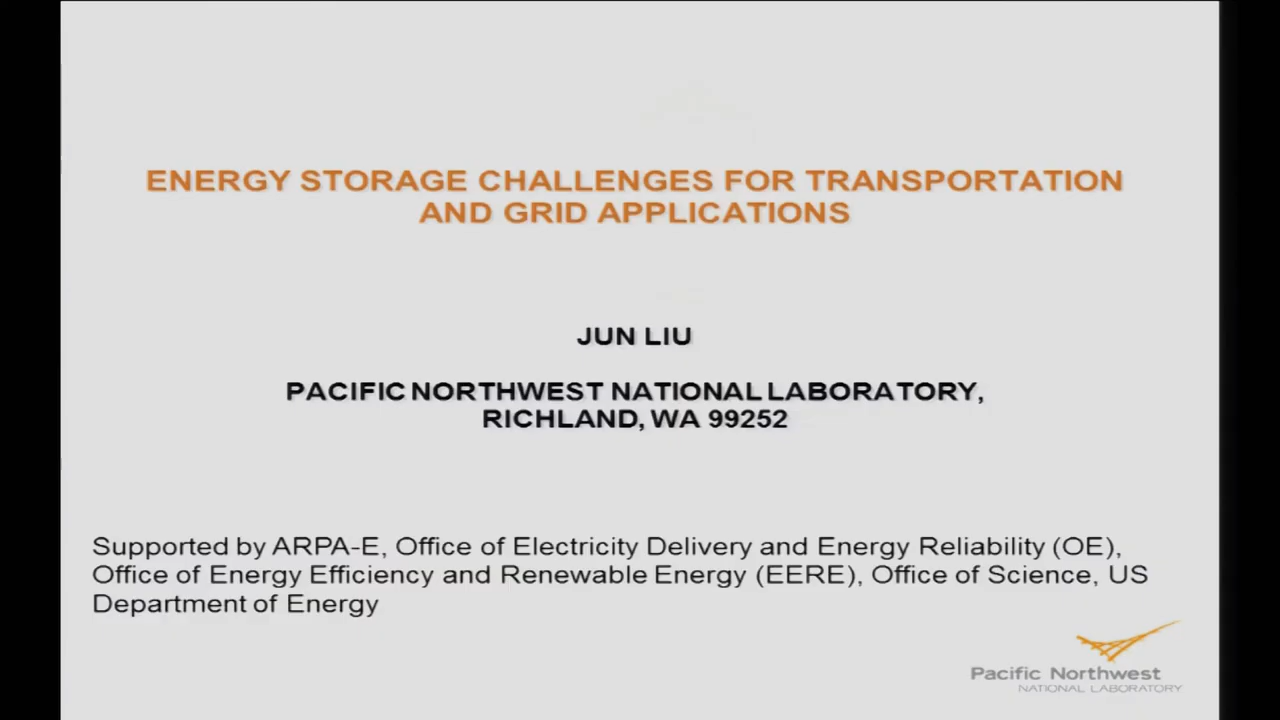 ENERGY STORAGE CHALLENGES FOR TRANSPORTATION
AND GRID APPLICATIONS
JUN LIU
PACIFIC NORTHWEST NATIONAL LABORATORY,
RICHLAND, WA 99252
Supported by ARPA-E, Office of Electricity Delivery and Energy Reliability (OE),
Office of Energy Efficiency and Renewable Energy (EERE), Office of Science, US
Department of Energy
Pacific Northwest
NATIONAL LABORATORY